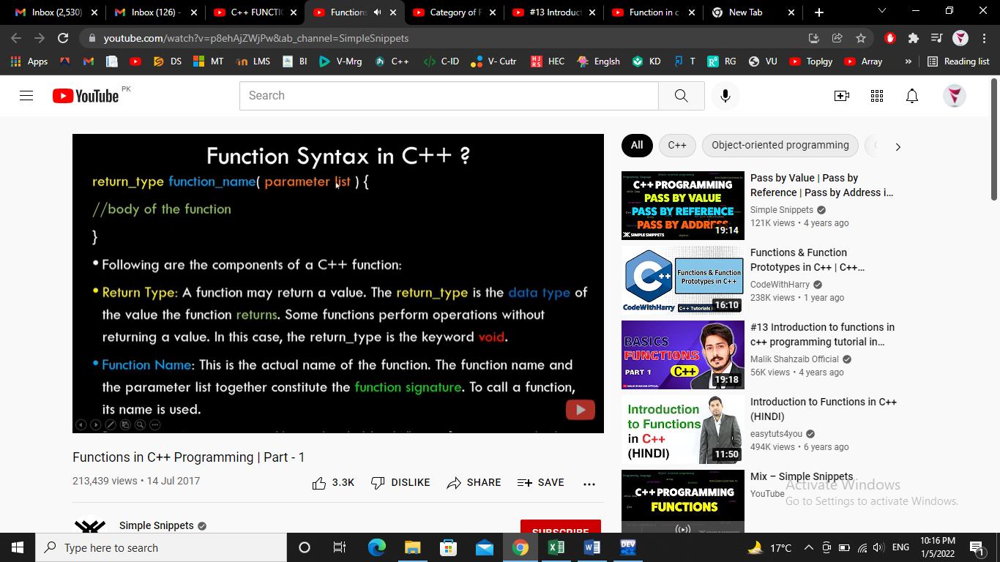 Inbox (2,530)
Inbox (126) -
C++ FUNCTIC
Functions
Category of F
#13 Introduct
Function in c
New Tab
youtube.com/watch?v=p8ehAjZWjPw&ab_channel=SimpleSnippets
Apps
DS
MT
LMS
BI
V-Mrg
C++
C-ID
V- Cutr
HEC
Englsh
KD
T
RG
VU
Toplgy
Array
»
Reading list
YouTube PK
Search
Function Syntax in C++ ?
return_type function_name( parameter list ) {
//body of the function
}
• Following are the components of a C++ function:
• Return Type: A function may return a value. The return_type is the data type of
the value the function returns. Some functions perform operations without
returning a value. In this case, the return_type is the keyword void.
• Function Name: This is the actual name of the function. The function name and
the parameter list together constitute the function signature. To call a function,
its name is used.
Functions in C++ Programming | Part - 1
213,439 views • 14 Jul 2017
3.3K
DISLIKE
SHARE
SAVE
Simple Snippets
SUBSCRIBE
All
C++
Object-oriented programming
C++ PROGRAMMING
PASS BY VALUE
PASS BY REFERENCE
PASS BY ADDRESS
SIMPLE SNIPPETS
19:14
Pass by Value | Pass by
Reference | Pass by Address i...
Simple Snippets
121K views • 4 years ago
C++
Functions & Function
Prototypes in C++
CodeWithHarry
C++ Tutorials
16:10
Functions & Function
Prototypes in C++ | C++...
CodeWithHarry
238K views • 1 year ago
BASICS
FUNCTIONS
PART 1
C++
MALIK SHAHZAIB OFFICIAL
19:18
#13 Introduction to functions in
c++ programming tutorial in...
Malik Shahzaib Official
56K views • 4 years ago
Introduction
to Functions
in C++
(HINDI)
11:50
Introduction to Functions in C++
(HINDI)
easytuts4you
494K views • 6 years ago
C++ PROGRAMMING
FUNCTIONS
Mix – Simple Snippets
YouTube
Activate Windows
Go to Settings to activate Windows.
Type here to search
DEV
17°C
ENG
10:16 PM
1/5/2022
1